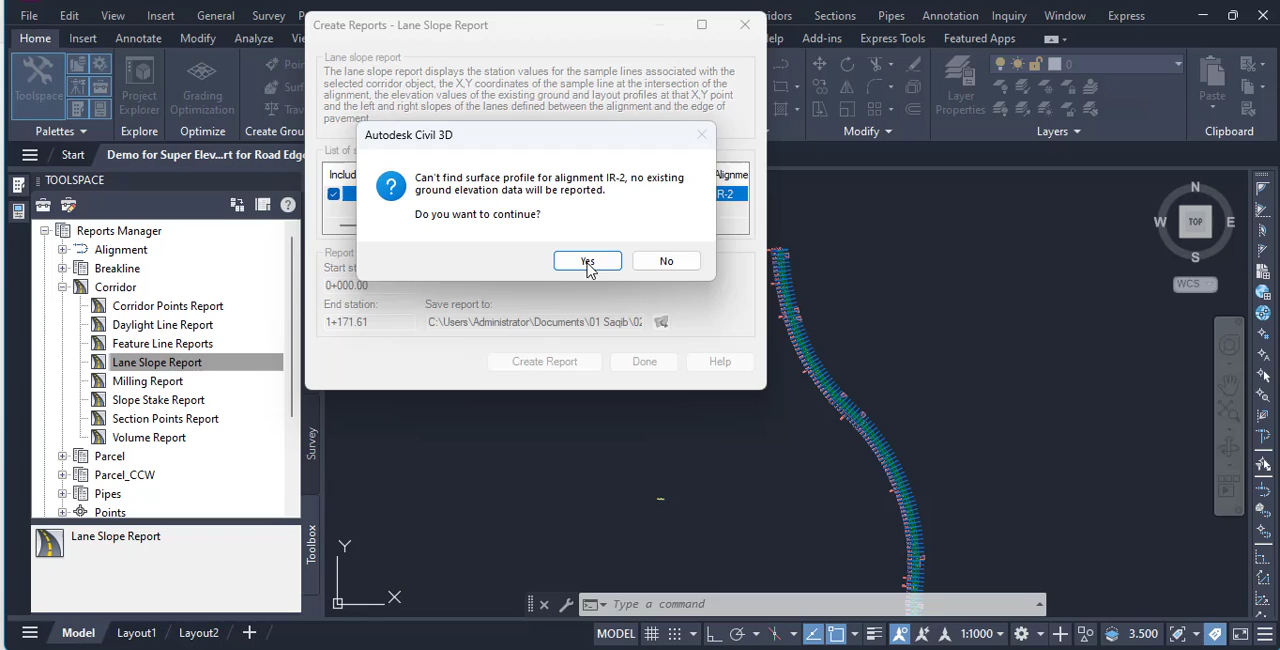 File Edit View Insert General Survey
Create Reports - Lane Slope Report
Sections Pipes Annotation Inquiry Window Express
Home Insert Annotate Modify Analyze
Add-ins Express Tools Featured Apps
Toolspace
Project
Explorer
Grading
Optimization
Layer
Properties
0
Paste
Palettes
Explore
Optimize
Modify
Layers
Clipboard
Start
Demo for Super Elev...rt for Road Edge
Lane slope report
The lane slope report displays the station values for the sample lines associated with the
selected corridor object, the X,Y coordinates of the sample line at the intersection of the
alignment, the elevation values of the existing ground and layout profiles at that X,Y point
and the left and right slopes of the lanes defined between the alignment and the edge of
pavement.
Autodesk Civil 3D
Can't find surface profile for alignment IR-2, no existing
ground elevation data will be reported.
Do you want to continue?
Yes
No
End station:
Save report to:
0+000.00
1+171.61
C:\Users\Administrator\Documents\01 Saqib\02
Create Report
Done
Help
TOOLSPACE
Reports Manager
Alignment
Breakline
Corridor
Corridor Points Report
Daylight Line Report
Feature Line Reports
Lane Slope Report
Milling Report
Slope Stake Report
Section Points Report
Volume Report
Parcel
Parcel_CCW
Pipes
Points
Lane Slope Report
Survey
Toolbox
N
W
TOP
E
S
WCS
Y
X
Type a command
Model
Layout1
Layout2
MODEL
1:1000
3.500